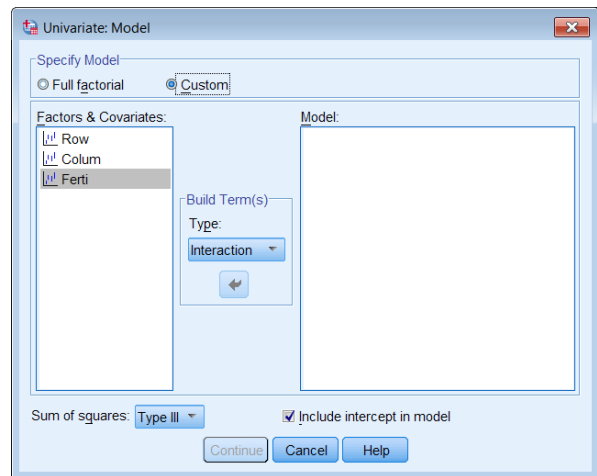 Univariate: Model
Specify Model
Full factorial
Custom
Factors & Covariates:
Row
Colum
Ferti
Build Term(s)
Type:
Interaction
Model:
Sum of squares:
Type III
Include intercept in model
Continue
Cancel
Help